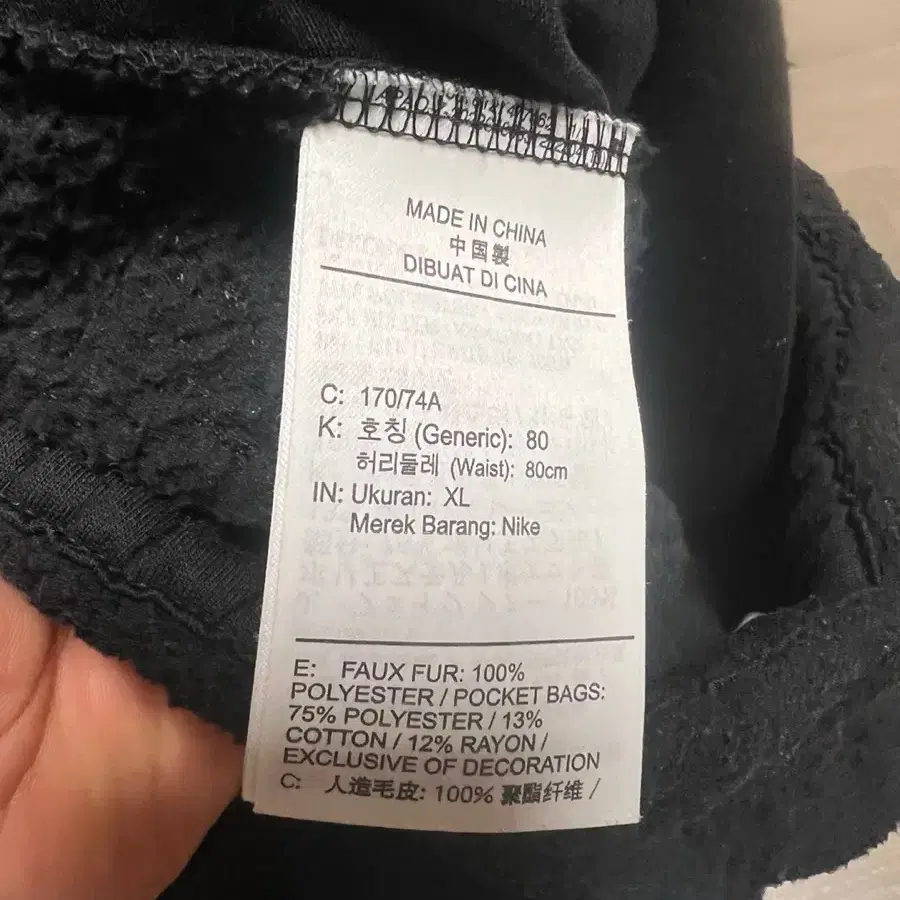 MADE IN CHINA
中国製
DIBUAT DI CINA
C: 170/74A
K: 호칭 (Generic): 80
허리둘레 (Waist): 80cm
IN: Ukuran: XL
Merek Barang: Nike
E: FAUX FUR: 100%
POLYESTER / POCKET BAGS:
75% POLYESTER / 13%
COTTON / 12% RAYON /
EXCLUSIVE OF DECORATION
C: 人造毛皮: 100% 聚酯纤维 /